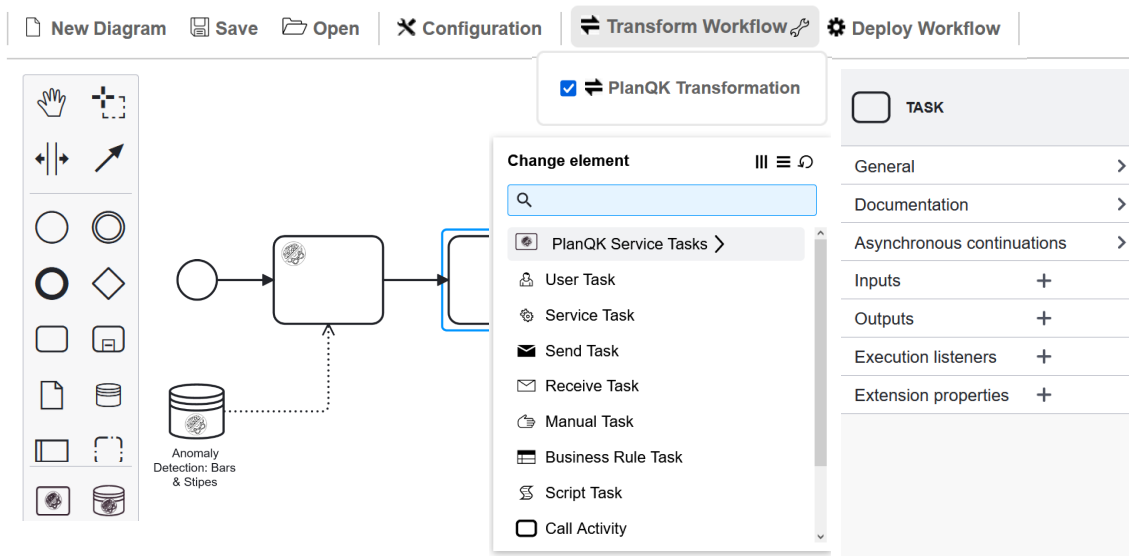 New Diagram Save Open Configuration Transform Workflow Deploy Workflow
PlanQK Transformation
TASK
Change element
PlanQK Service Tasks
User Task
Service Task
Send Task
Receive Task
Manual Task
Business Rule Task
Script Task
Call Activity
General
Documentation
Asynchronous continuations
Inputs
Outputs
Execution listeners
Extension properties
Anomaly
Detection: Bars
& Stipes